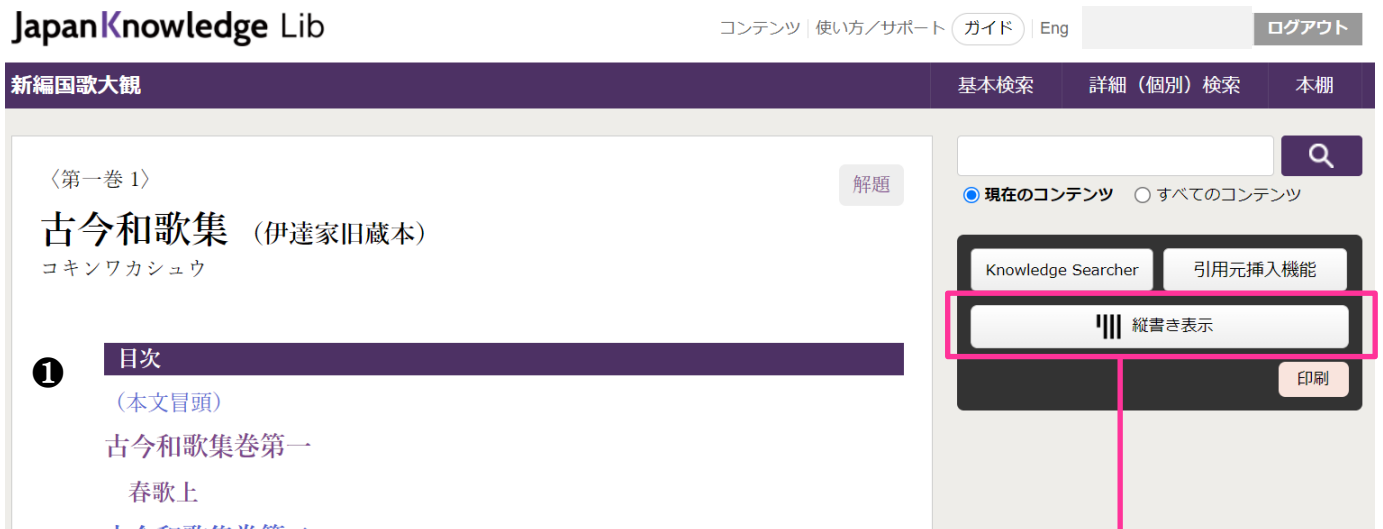 JapanKnowledge Lib
コンテンツ | 使い方／サポート ガイド | Eng ログアウト
新編国歌大観 基本検索 詳細（個別）検索 本棚
〈第一巻 1〉
解題
古今和歌集 （伊達家旧蔵本）
コキンワカシュウ
❶
目次
（本文冒頭）
古今和歌集巻第一
春歌上
現在のコンテンツ すべてのコンテンツ
Knowledge Searcher 引用元挿入機能
縦書き表示
印刷